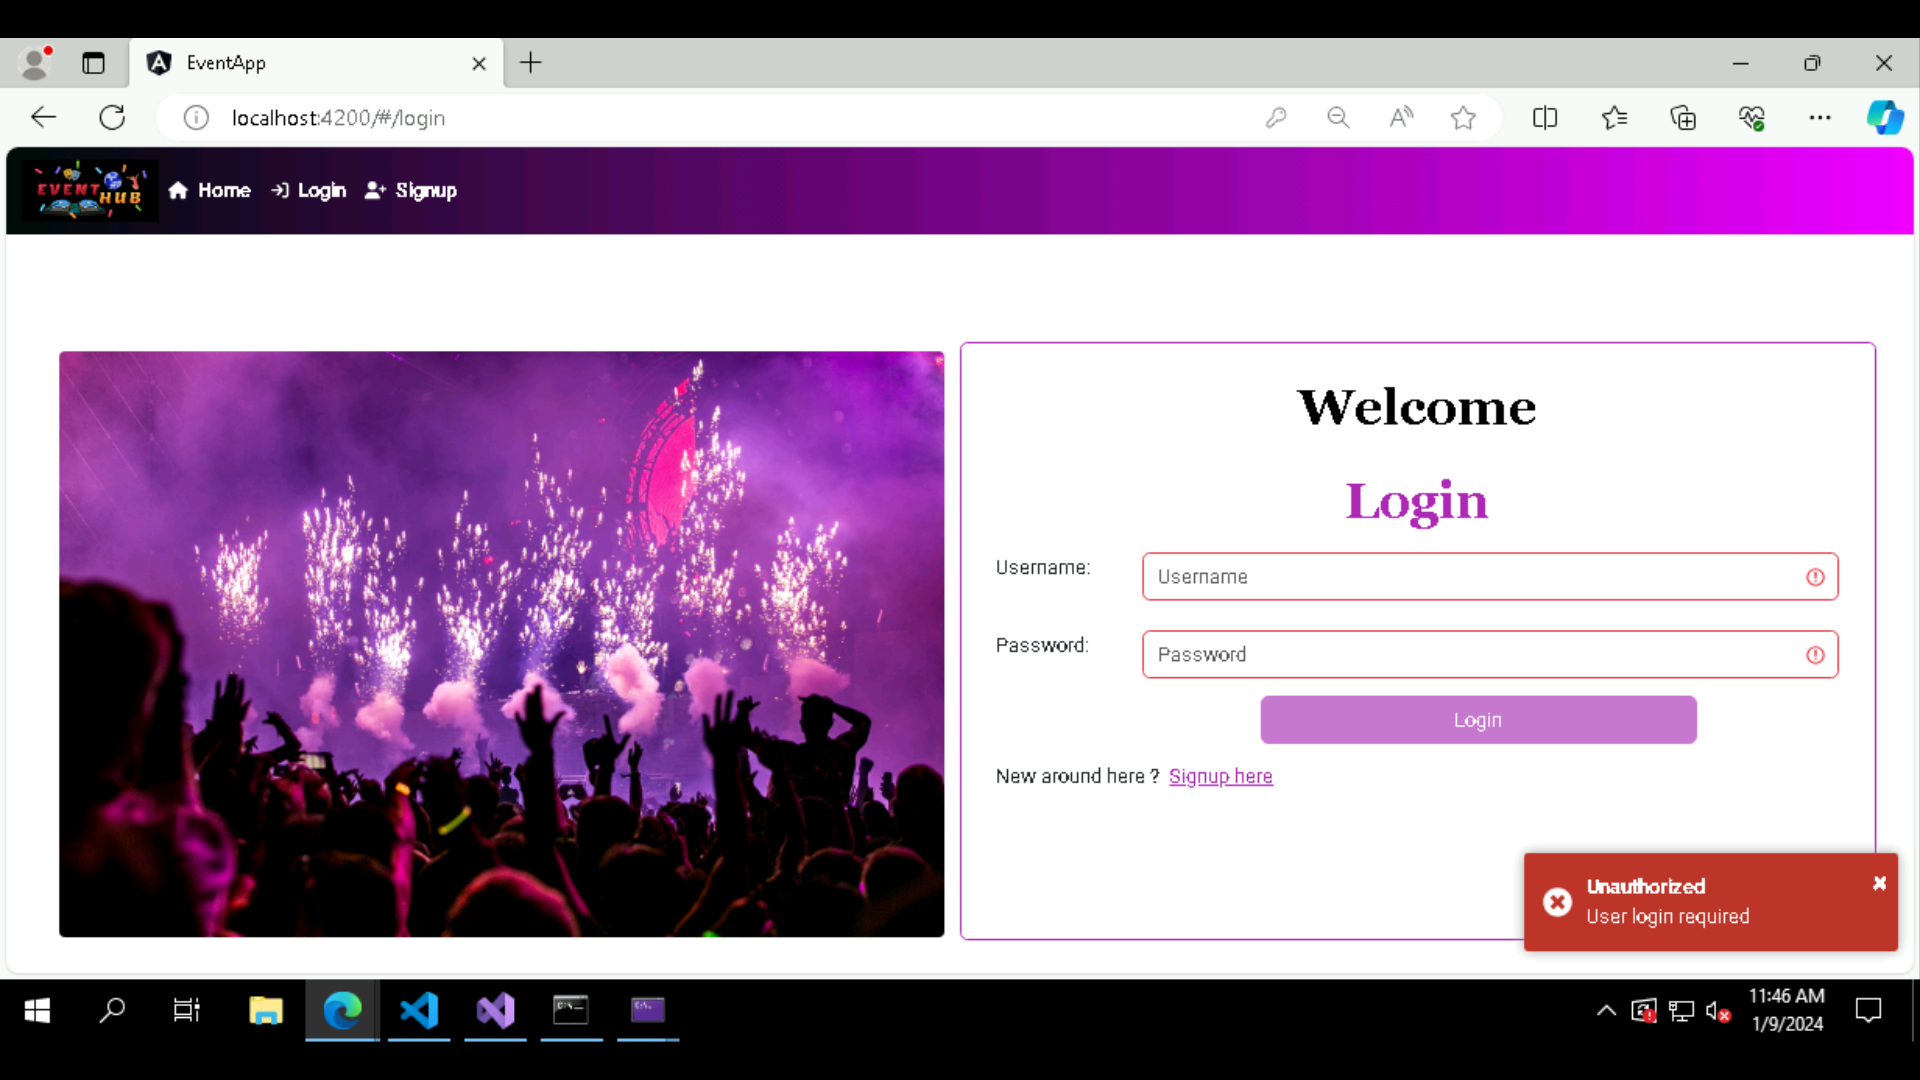 EventApp
localhost:4200/#/login
EVENT HUB
Home Login Signup
Welcome
Login
Username: Username
Password: Password
Login
New around here ? Signup here
Unauthorized
User login required
11:46 AM
1/9/2024